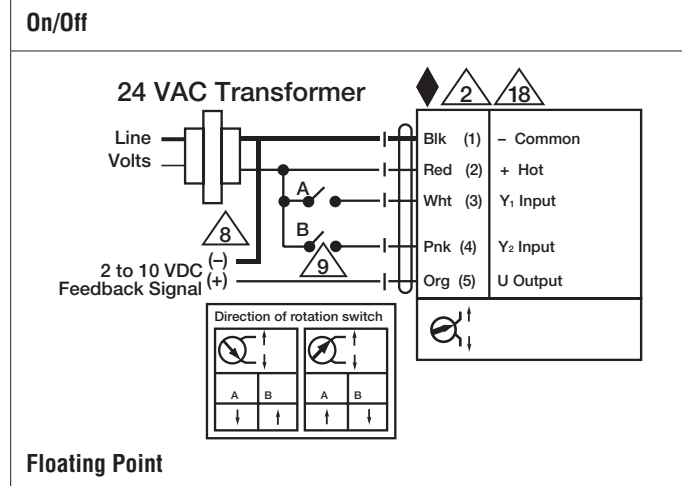 On/Off
24 VAC Transformer
2
18
Line
Volts
Blk (1) – Common
Red (2) + Hot
A
Wht (3) Y₁ Input
B
Pnk (4) Y₂ Input
8
9
2 to 10 VDC (–)
Feedback Signal (+)
Org (5) U Output
Direction of rotation switch
A B A B
Floating Point